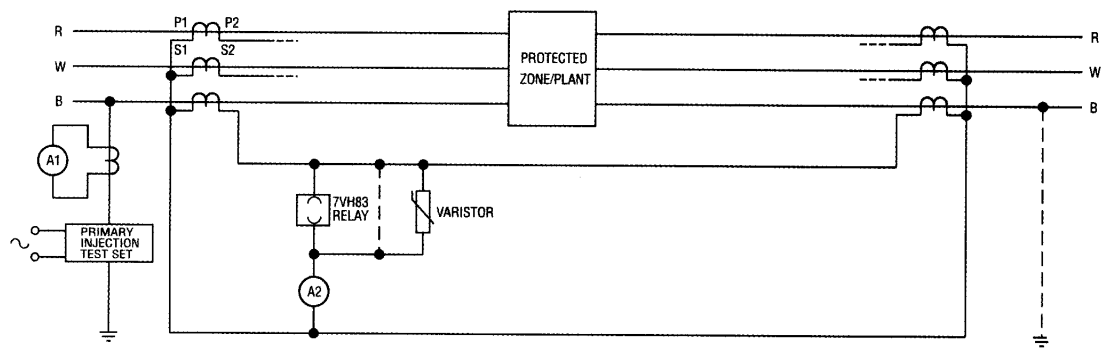 P1 P2
R
S1 S2
W
B
PROTECTED
ZONE/PLANT
R
W
B
A1
7VH83
RELAY
VARISTOR
PRIMARY
INJECTION
TEST SET
A2